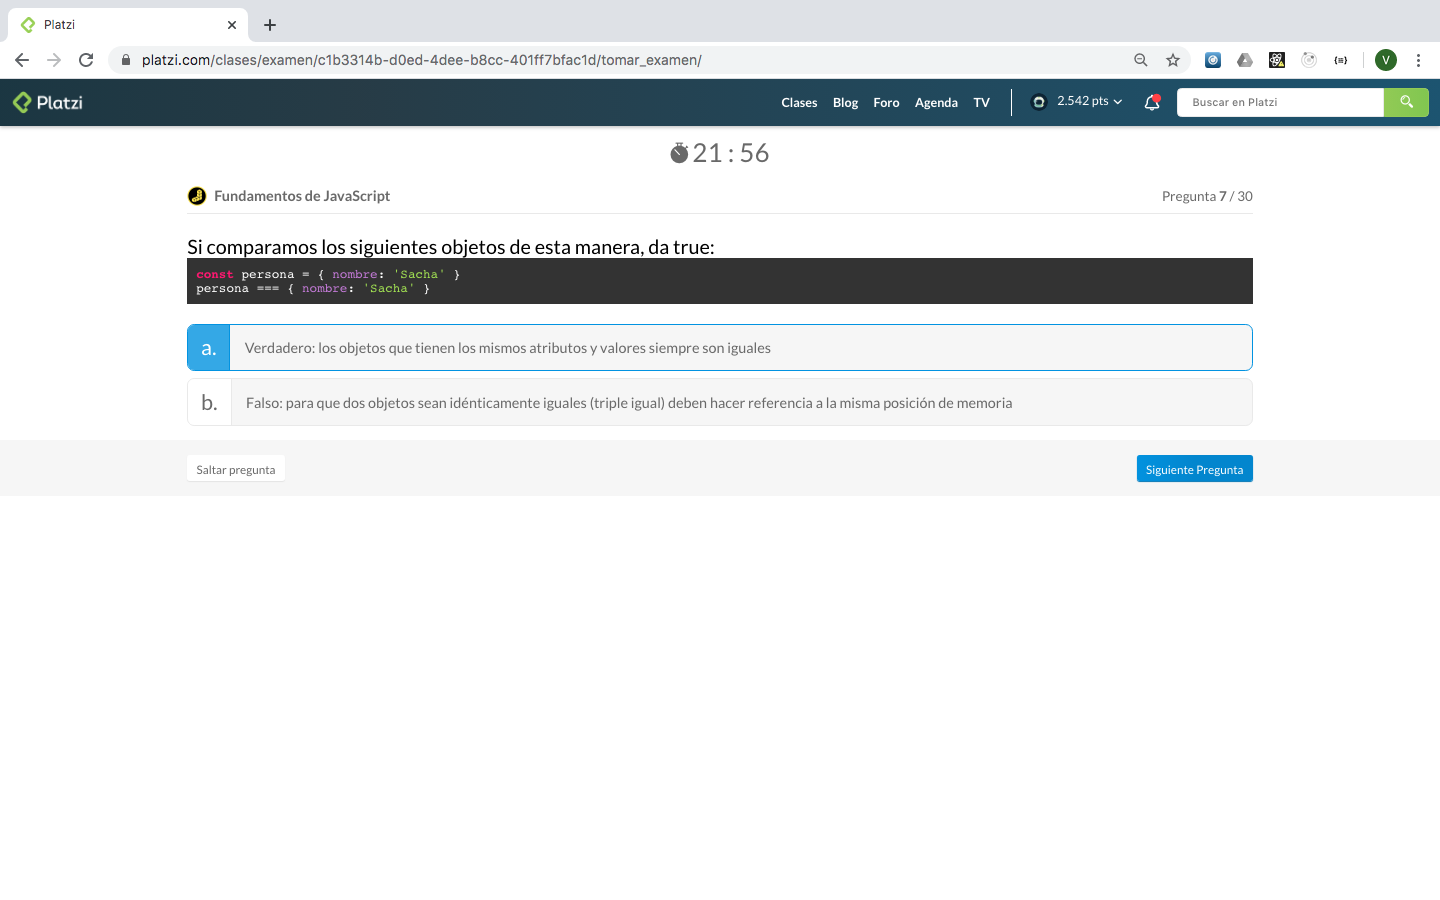 Platzi
platzi.com/clases/examen/c1b3314b-d0ed-4dee-b8cc-401ff7bfac1d/tomar_examen/
V
Platzi
Clases Blog Foro Agenda TV 2.542 pts Buscar en Platzi
21 : 56
Fundamentos de JavaScript Pregunta 7 / 30
Si comparamos los siguientes objetos de esta manera, da true:
const persona = { nombre: 'Sacha' }
persona === { nombre: 'Sacha' }
a. Verdadero: los objetos que tienen los mismos atributos y valores siempre son iguales
b. Falso: para que dos objetos sean idénticamente iguales (triple igual) deben hacer referencia a la misma posición de memoria
Saltar pregunta Siguiente Pregunta